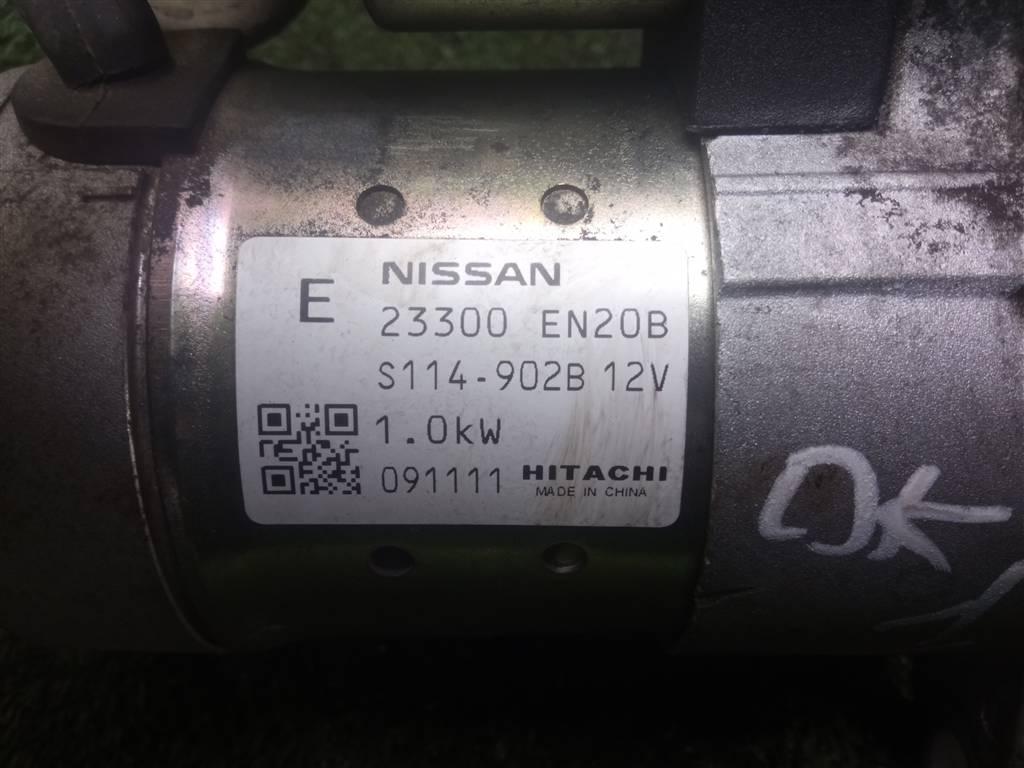 E
NISSAN
23300 EN20B
S114-902B 12V
1.0kW
091111 HITACHI
MADE IN CHINA
OK